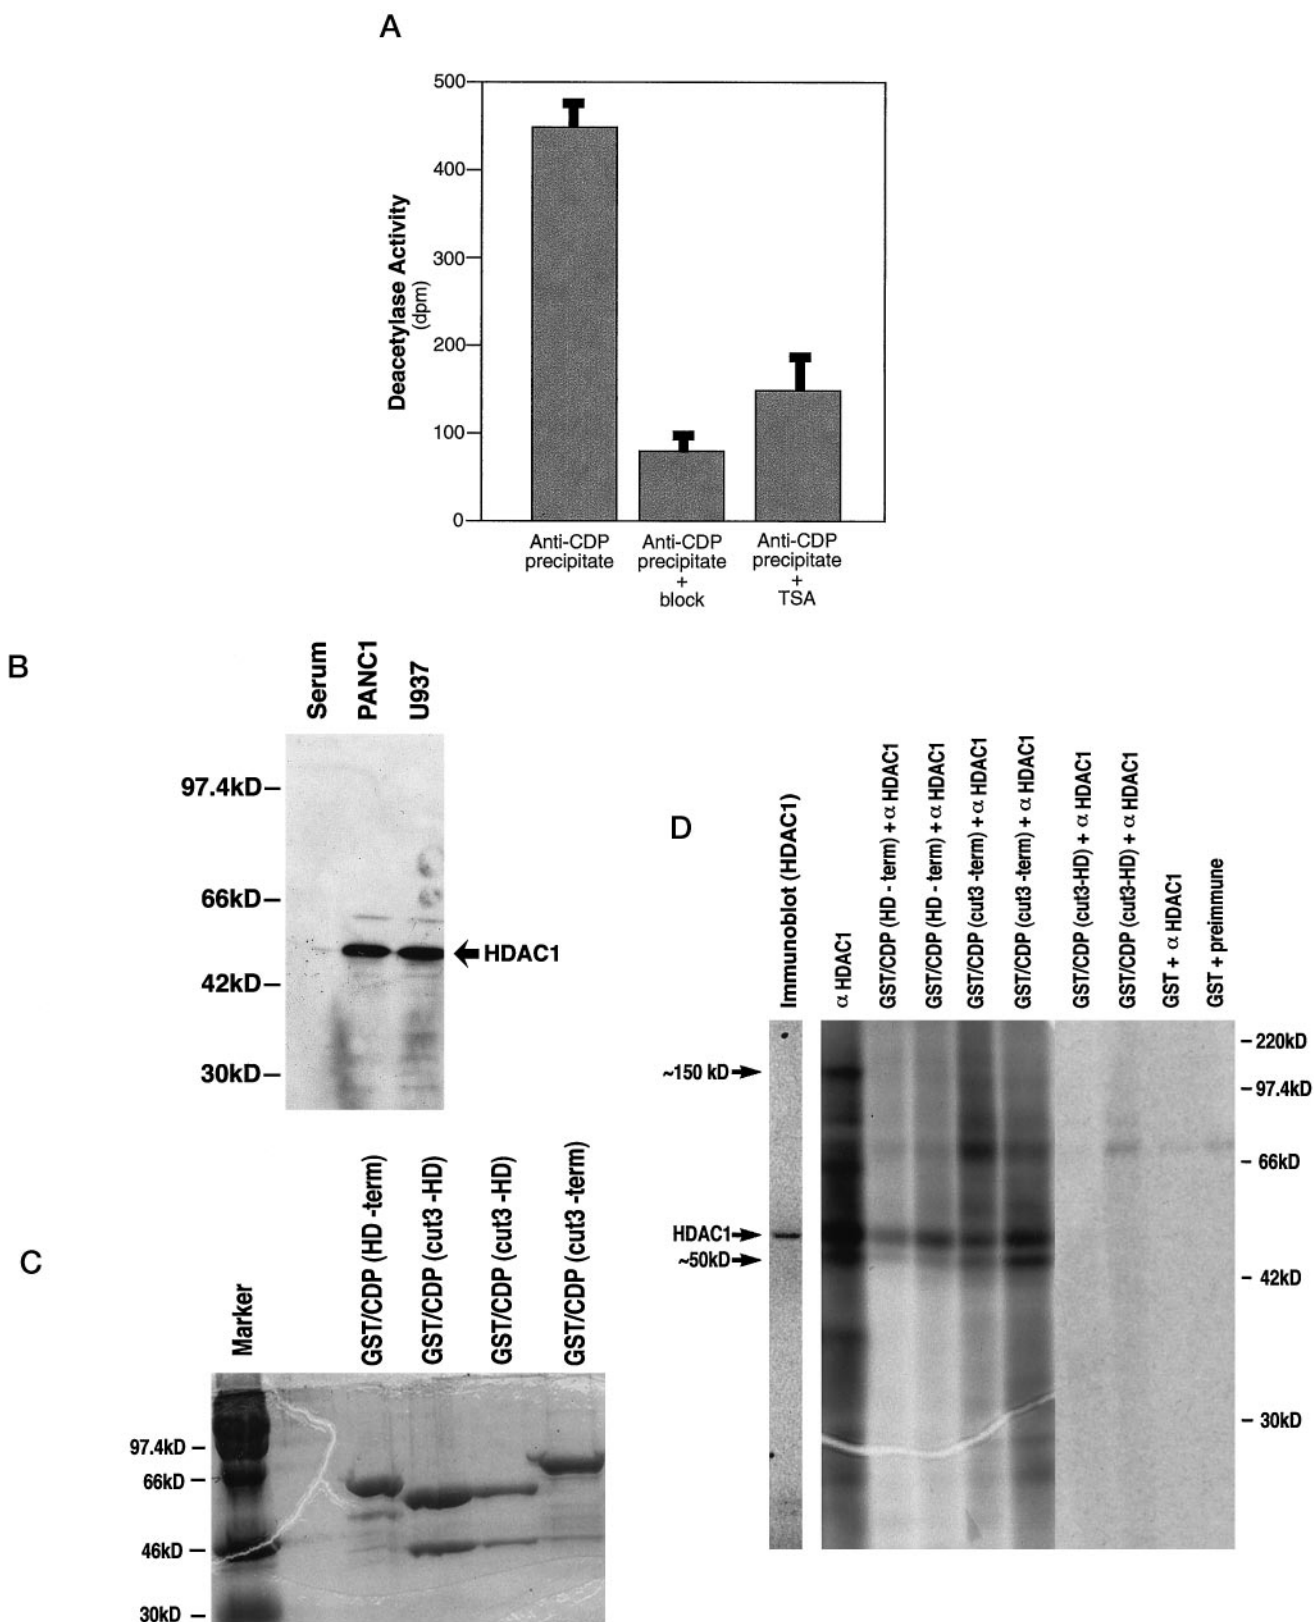 A
500
400
300
200
100
0
Deacetylase Activity
(dpm)
Anti-CDP
precipitate
Anti-CDP
precipitate
+
block
Anti-CDP
precipitate
+
TSA
B
Serum
PANC1
U937
97.4kD
66kD
42kD
30kD
HDAC1
C
Marker
GST/CDP (HD -term)
GST/CDP (cut3 -HD)
GST/CDP (cut3 -HD)
GST/CDP (cut3 -term)
97.4kD
66kD
46kD
30kD
D
Immunoblot (HDAC1)
α HDAC1
GST/CDP (HD - term) + α HDAC1
GST/CDP (HD - term) + α HDAC1
GST/CDP (cut3 -term) + α HDAC1
GST/CDP (cut3 -term) + α HDAC1
GST/CDP (cut3-HD) + α HDAC1
GST/CDP (cut3-HD) + α HDAC1
GST + α HDAC1
GST + preimmune
~150 kD
HDAC1
~50kD
220kD
97.4kD
66kD
42kD
30kD